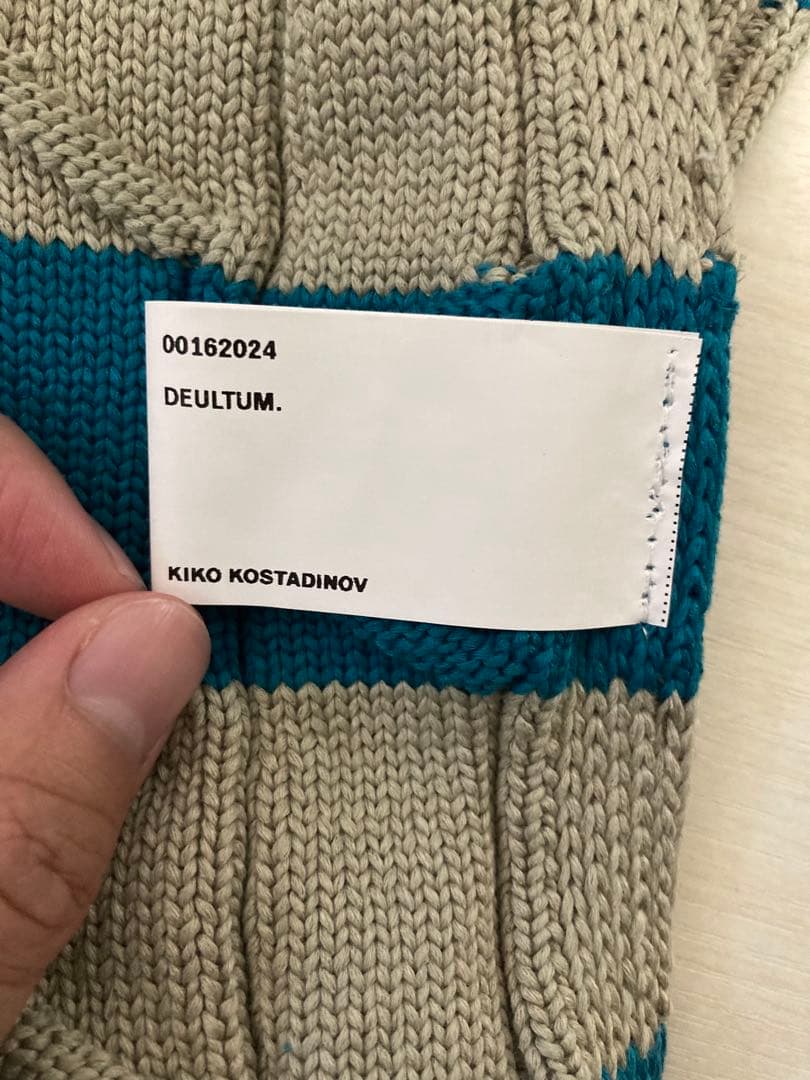 00162024
DEULTUM.
KIKO KOSTADINOV